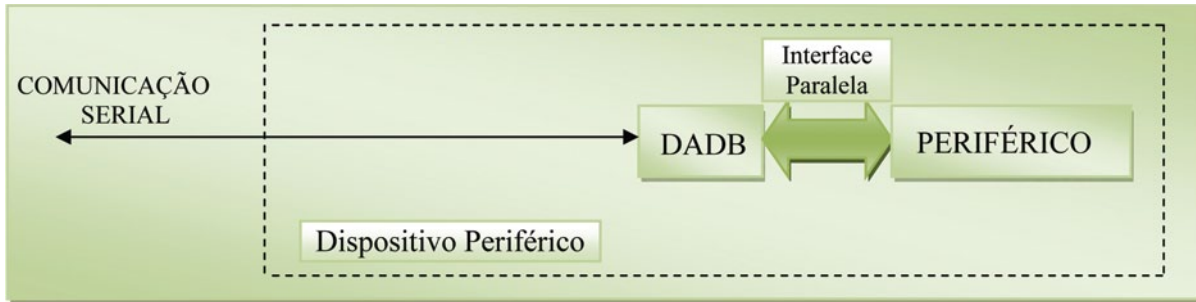 COMUNICAÇÃO
SERIAL
Interface
Paralela
DADB
PERIFÉRICO
Dispositivo Periférico